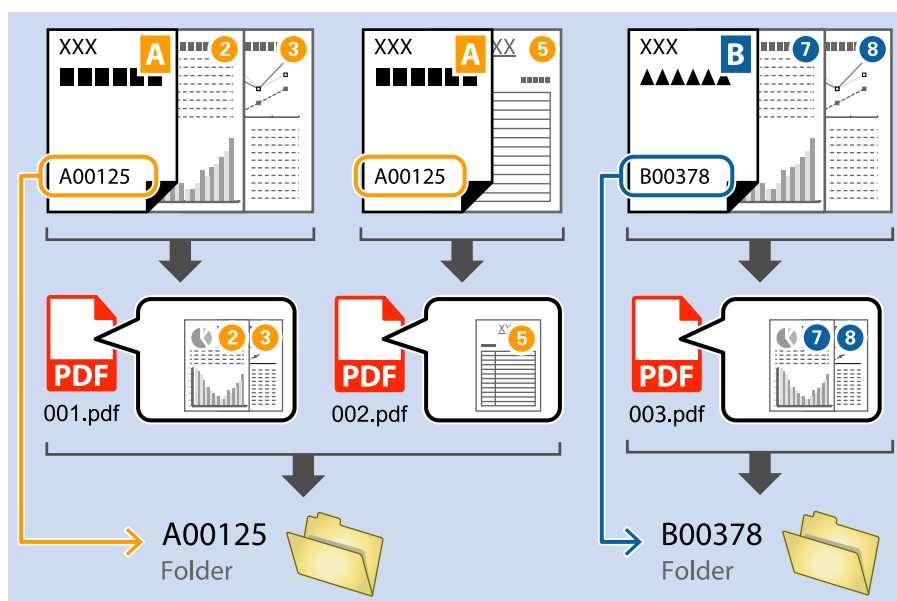 XXX A 2 3
A00125
XXX A XX 5
A00125
XXX B 7 8
B00378
PDF 2 3
001.pdf
PDF XY 5
002.pdf
PDF 7 8
003.pdf
A00125
Folder
B00378
Folder